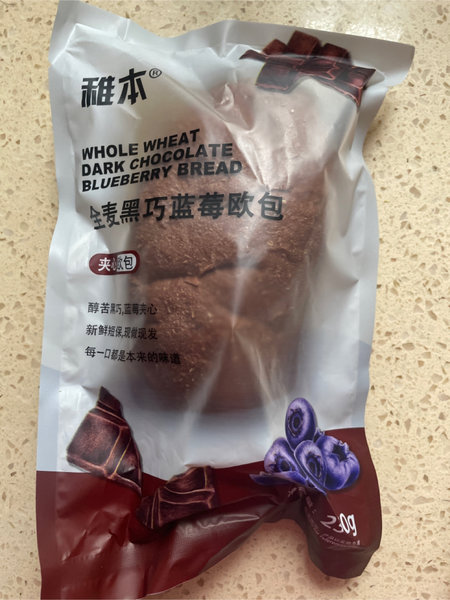 稚本®
WHOLE WHEAT
DARK CHOCOLATE
BLUEBERRY BREAD
全麦黑巧蓝莓欧包
夹心欧包
醇苦黑巧,蓝莓夹心
新鲜短保,现做现发
每一口都是本来的味道
230g